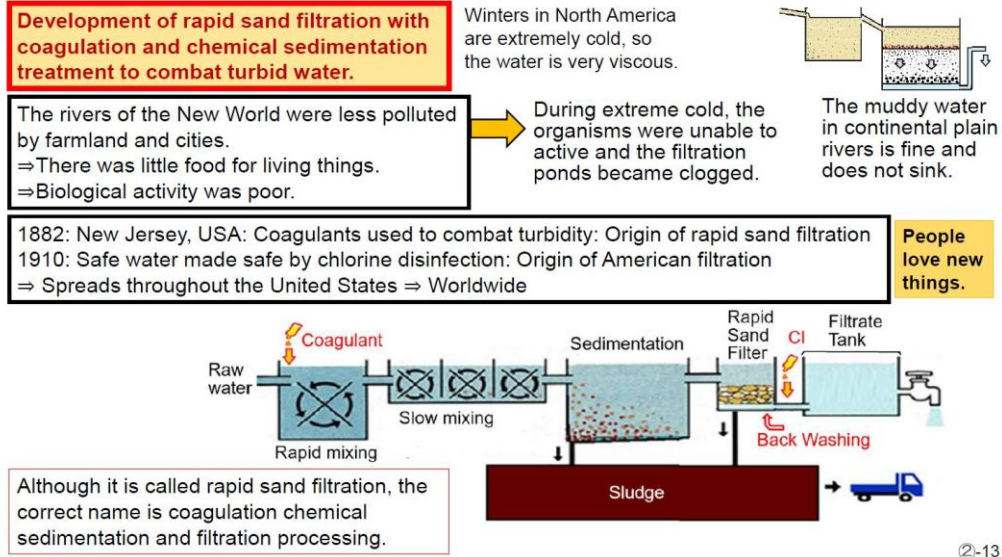 Development of rapid sand filtration with
coagulation and chemical sedimentation
treatment to combat turbid water.
Winters in North America
are extremely cold, so
the water is very viscous.
The rivers of the New World were less polluted
by farmland and cities.
⇒There was little food for living things.
⇒Biological activity was poor.
During extreme cold, the
organisms were unable to
active and the filtration
ponds became clogged.
The muddy water
in continental plain
rivers is fine and
does not sink.
1882: New Jersey, USA: Coagulants used to combat turbidity: Origin of rapid sand filtration
1910: Safe water made safe by chlorine disinfection: Origin of American filtration
⇒ Spreads throughout the United States ⇒ Worldwide
People
love new
things.
Coagulant
Raw
water
Rapid mixing
Slow mixing
Sedimentation
Rapid
Sand
Filter
Cl
Filtrate
Tank
Back Washing
Sludge
Although it is called rapid sand filtration, the
correct name is coagulation chemical
sedimentation and filtration processing.
②-13